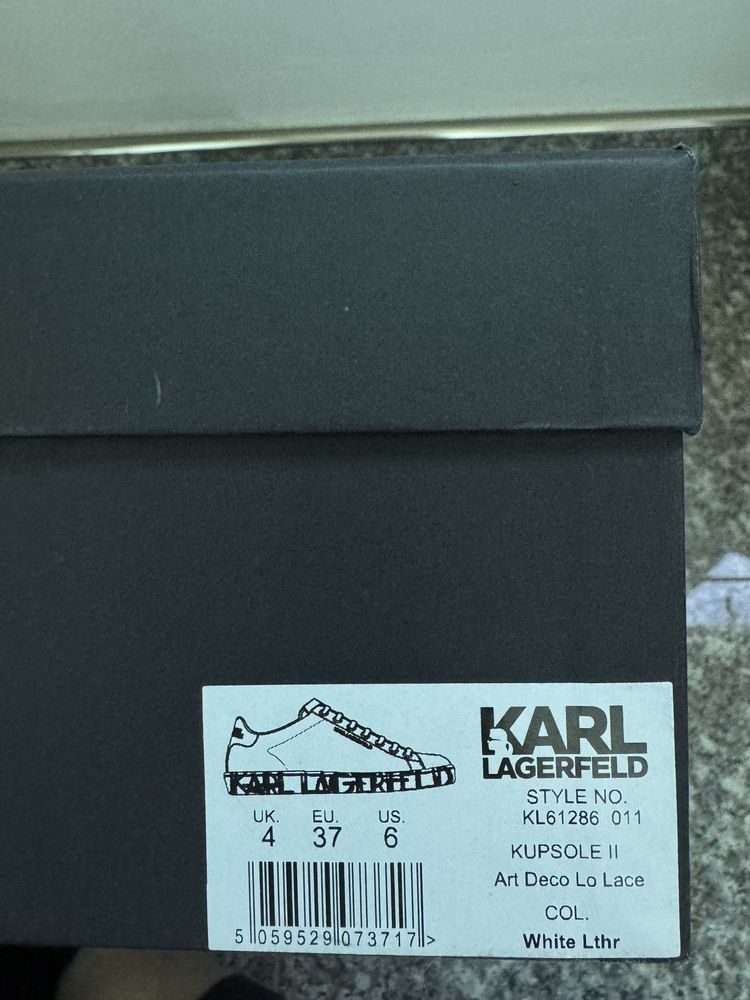 KARL LAGERFELD
UK. EU. US.
4 37 6
5 059529 073717 >
KARL
LAGERFELD
STYLE NO.
KL61286 011
KUPSOLE II
Art Deco Lo Lace
COL.
White Lthr